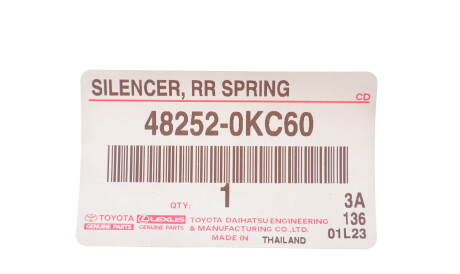 SILENCER, RR SPRING
CD
48252-0KC60
QTY: 1
3A
TOYOTA LEXUS TOYOTA DAIHATSU ENGINEERING 136
GENUINE PARTS GENUINE PARTS & MANUFACTURING CO.,LTD.
MADE IN THAILAND 01L23